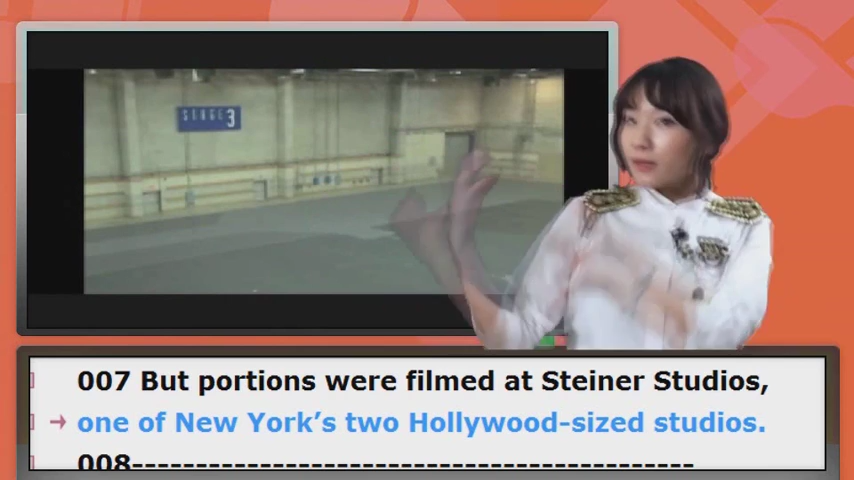 STAGE 3
007 But portions were filmed at Steiner Studios,
→ one of New York’s two Hollywood-sized studios.
008--------------------------------------------